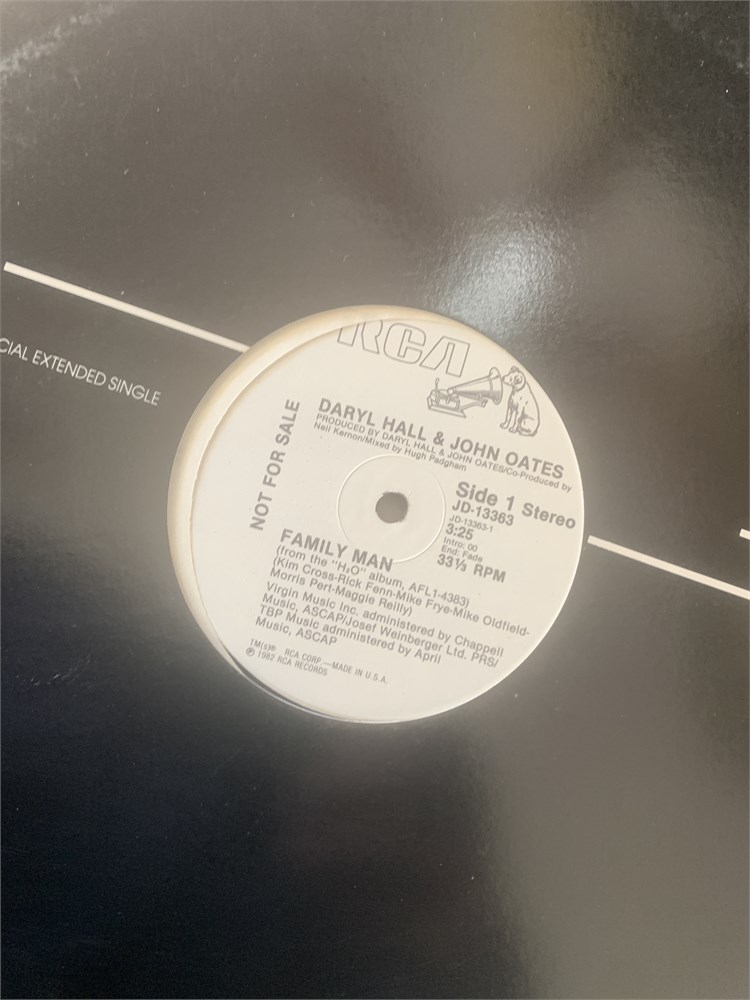 CIAL EXTENDED SINGLE
RCA
NOT FOR SALE
DARYL HALL & JOHN OATES
PRODUCED BY DARYL HALL & JOHN OATES/Co-Produced by
Neil Kernon/Mixed by Hugh Padgham
Side 1 Stereo
JD-13363
JD-13363-1
3:25
Intro: 00
End: Fade
33⅓ RPM
FAMILY MAN
(from the "H₂O" album, AFL1-4383)
(Kim Cross-Rick Fenn-Mike Frye-Mike Oldfield-
Morris Pert-Maggie Reilly)
Virgin Music Inc. administered by Chappell
Music, ASCAP/Josef Weinberger Ltd. PRS/
TBP Music administered by April
Music, ASCAP
TM(s)® RCA CORP.—MADE IN U.S.A.
℗ 1982 RCA RECORDS